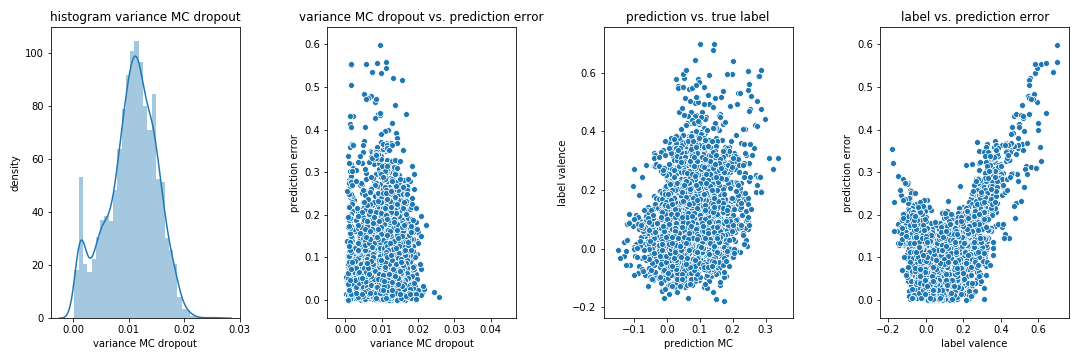 histogram variance MC dropout
100
80
60
40
20
0
density
0.00 0.01 0.02 0.03
variance MC dropout
variance MC dropout vs. prediction error
0.6
0.5
0.4
0.3
0.2
0.1
0.0
prediction error
0.00 0.02 0.04
variance MC dropout
prediction vs. true label
0.6
0.4
0.2
0.0
−0.2
label valence
−0.1 0.0 0.1 0.2 0.3
prediction MC
label vs. prediction error
0.6
0.5
0.4
0.3
0.2
0.1
0.0
prediction error
−0.2 0.0 0.2 0.4 0.6
label valence